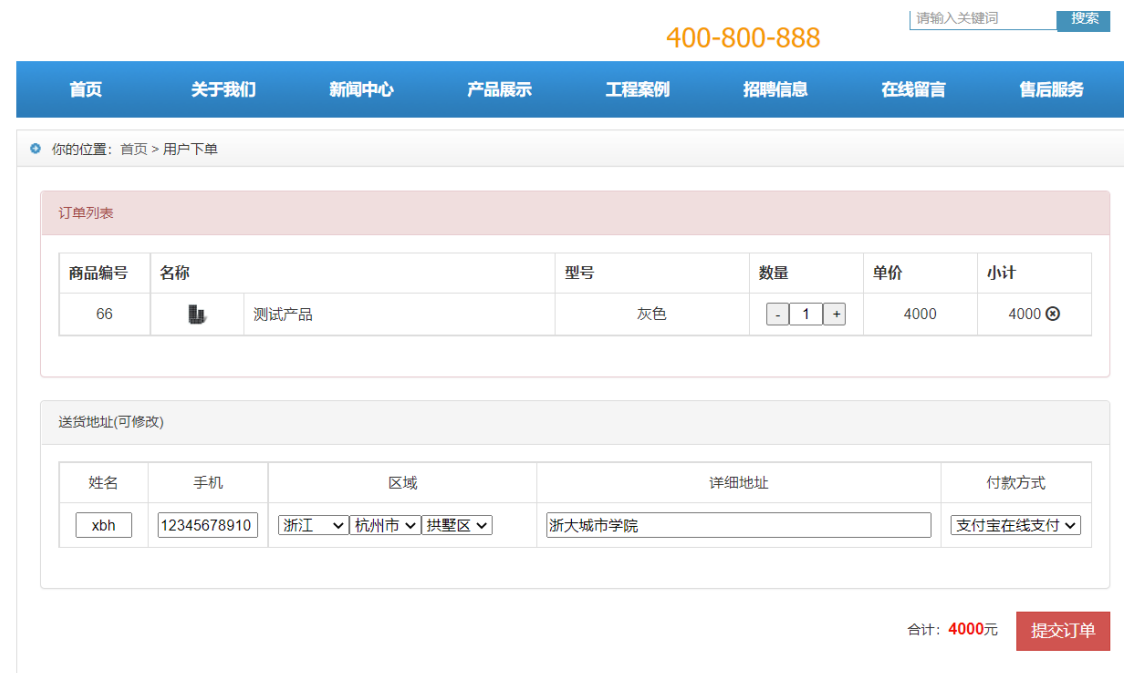 请输入关键词 搜索
400-800-888
首页 关于我们 新闻中心 产品展示 工程案例 招聘信息 在线留言 售后服务
你的位置：首页 > 用户下单
订单列表
商品编号 名称 型号 数量 单价 小计
66 测试产品 灰色 - 1 + 4000 4000
送货地址(可修改)
姓名 手机 区域 详细地址 付款方式
xbh 12345678910 浙江 杭州市 拱墅区 浙大城市学院 支付宝在线支付
合计：4000元 提交订单